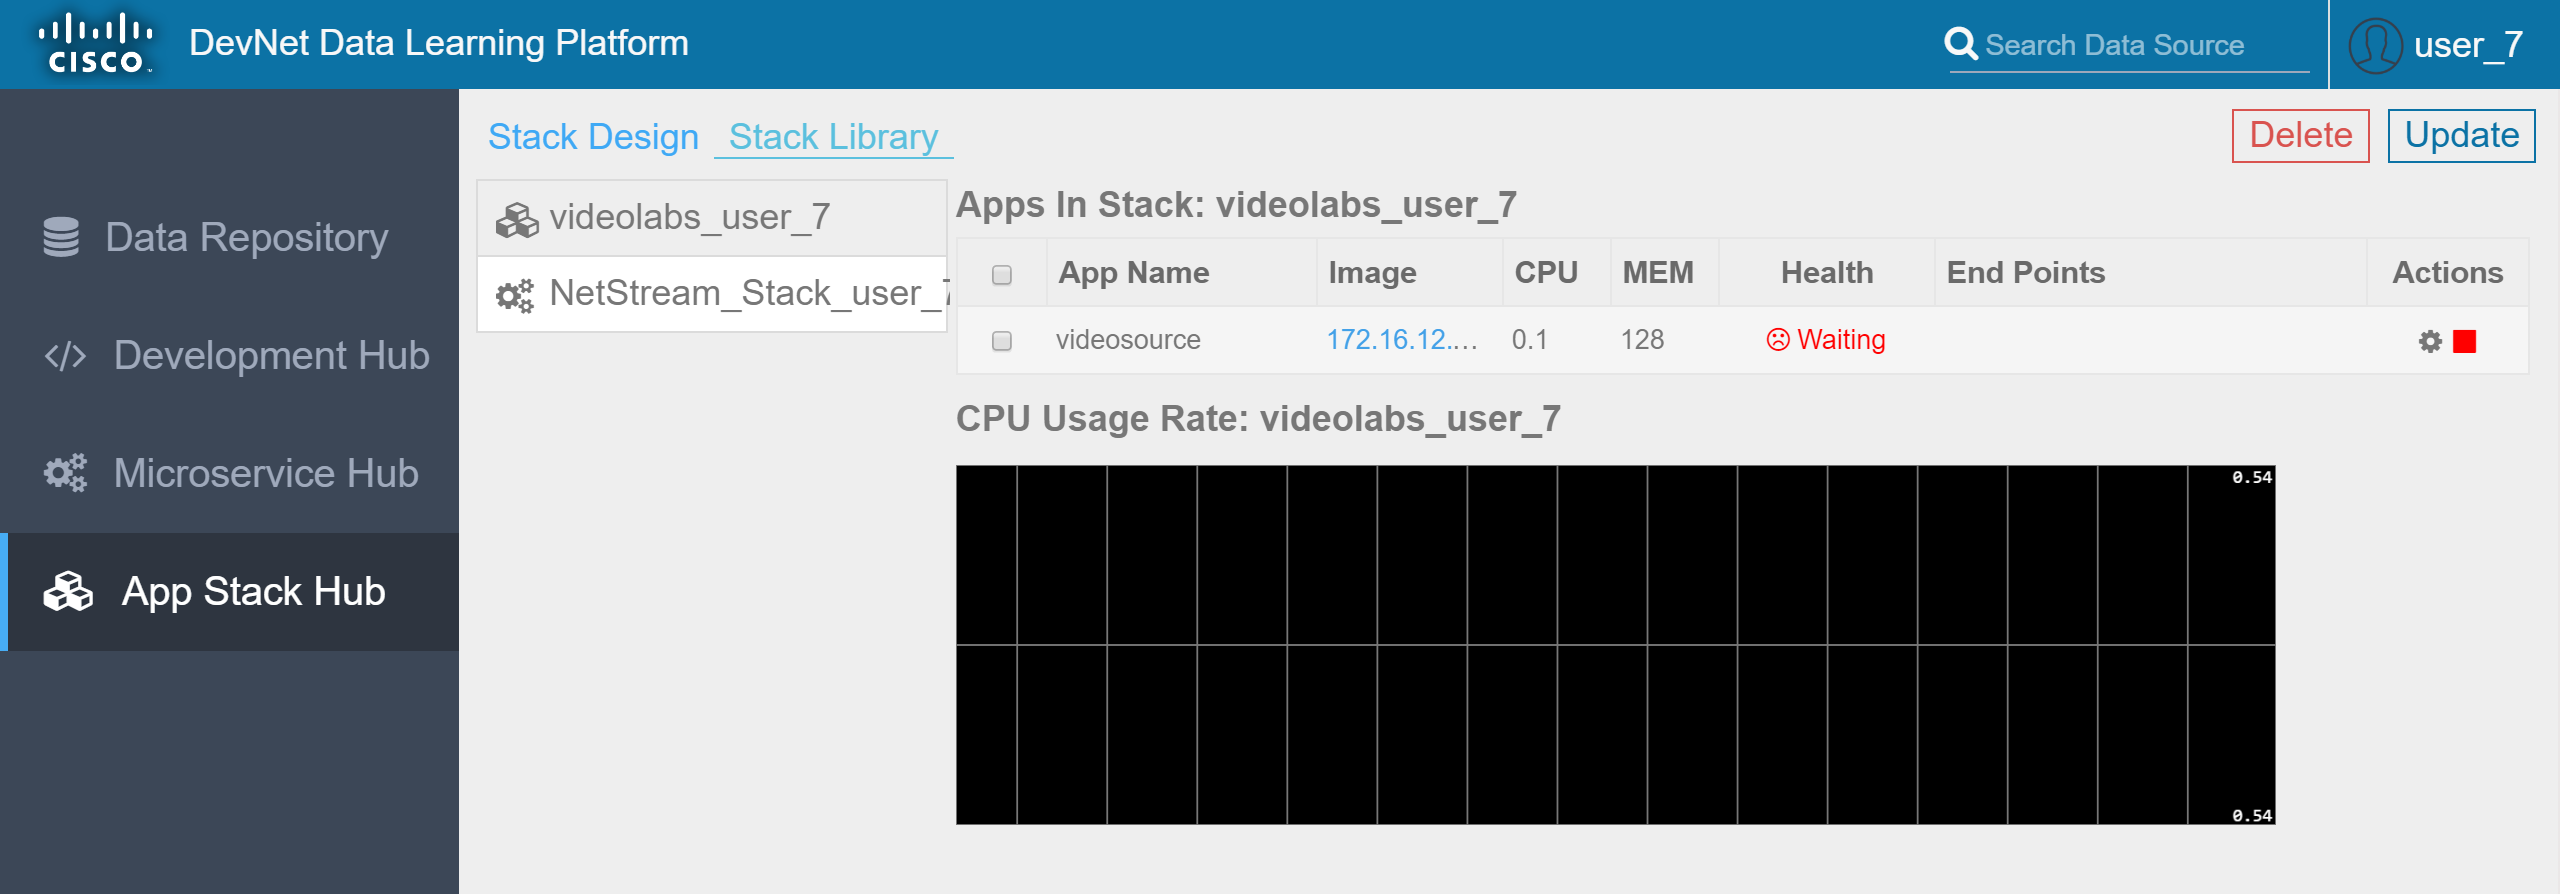 CISCO
DevNet Data Learning Platform
Search Data Source
user_7
Data Repository
Development Hub
Microservice Hub
App Stack Hub
Stack Design
Stack Library
Delete
Update
videolabs_user_7
NetStream_Stack_user_7
Apps In Stack: videolabs_user_7
App Name Image CPU MEM Health End Points Actions
videosource 172.16.12.... 0.1 128 Waiting
CPU Usage Rate: videolabs_user_7
0.54
0.54